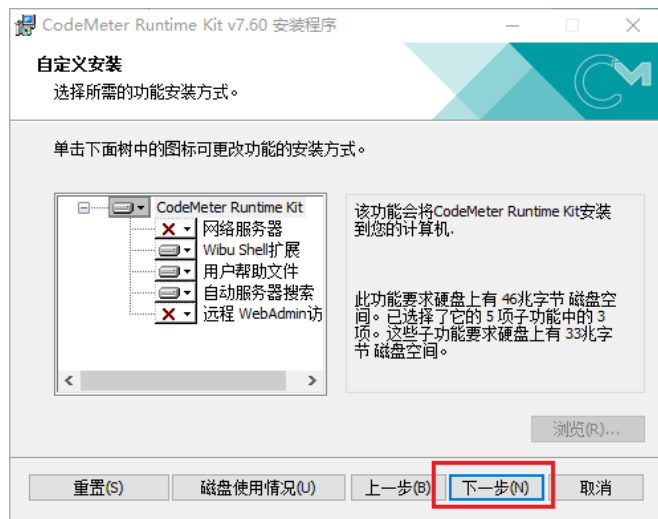 CodeMeter Runtime Kit v7.60 安装程序
自定义安装
选择所需的功能安装方式。
单击下面树中的图标可更改功能的安装方式。
CodeMeter Runtime Kit
网络服务器
Wibu Shell扩展
用户帮助文件
自动服务器搜索
远程 WebAdmin访
该功能会将CodeMeter Runtime Kit安装
到您的计算机.
此功能要求硬盘上有 46兆字节 磁盘空
间。已选择了它的 5 项子功能中的 3
项。这些子功能要求硬盘上有 33兆字
节 磁盘空间。
浏览(R)...
重置(S) 磁盘使用情况(U) 上一步(B) 下一步(N) 取消